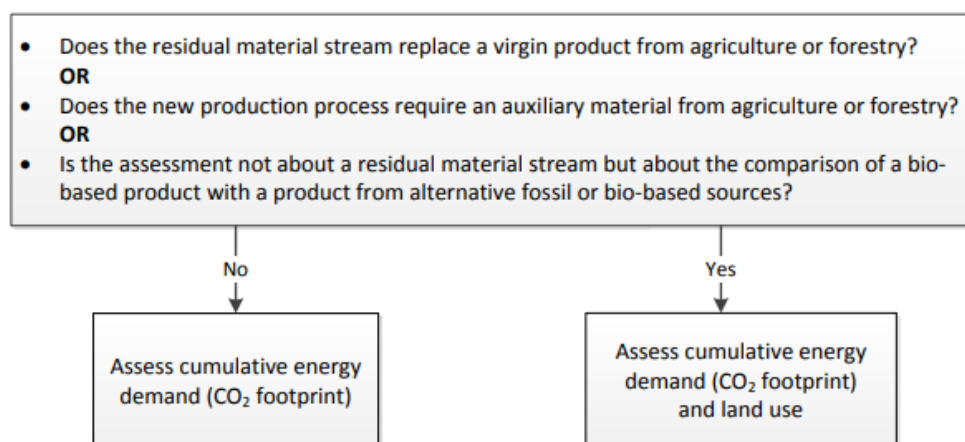 • Does the residual material stream replace a virgin product from agriculture or forestry?
OR
• Does the new production process require an auxiliary material from agriculture or forestry?
OR
• Is the assessment not about a residual material stream but about the comparison of a bio-
based product with a product from alternative fossil or bio-based sources?
No
Yes
Assess cumulative energy
demand (CO₂ footprint)
Assess cumulative energy
demand (CO₂ footprint)
and land use